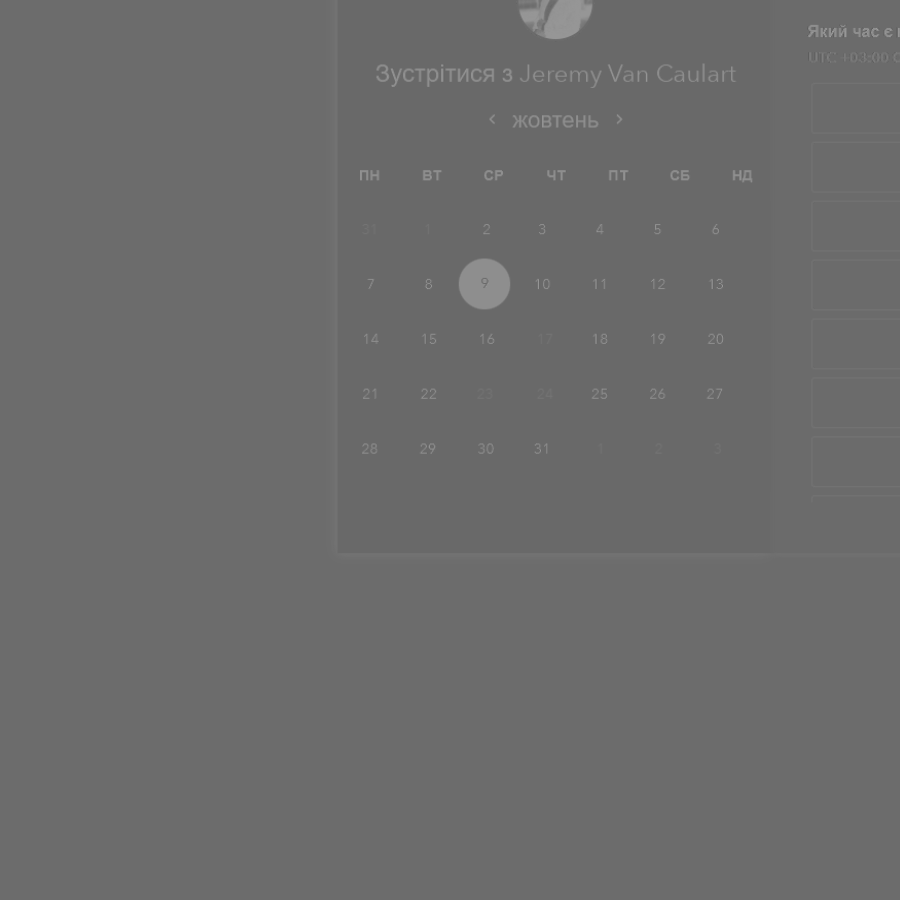 Який час є
UTC +03:00
Зустрітися з Jeremy Van Caulart
‹ жовтень ›
ПН ВТ СР ЧТ ПТ СБ НД
31 1 2 3 4 5 6
7 8 9 10 11 12 13
14 15 16 17 18 19 20
21 22 23 24 25 26 27
28 29 30 31 1 2 3